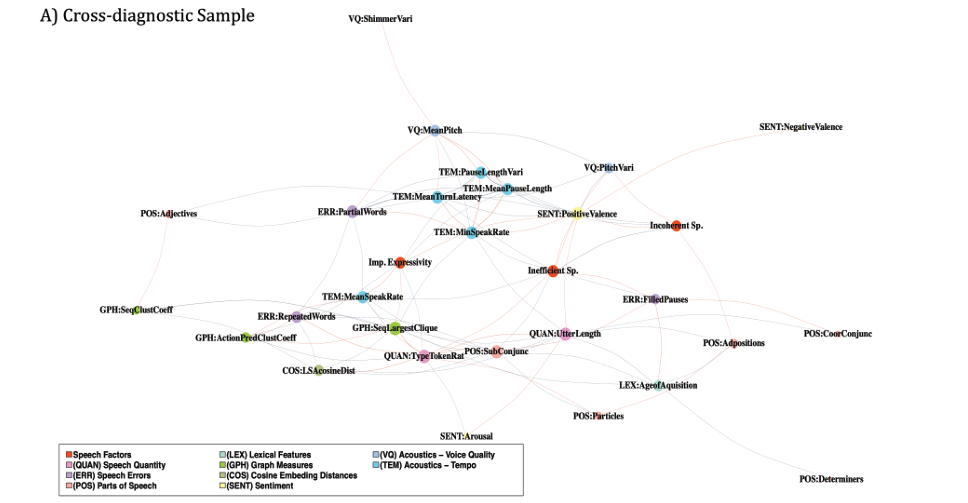 A) Cross-diagnostic Sample
VQ:ShimmerVari
VQ:MeanPitch
SENT:NegativeValence
VQ:PitchVari
TEM:PauseLengthVari
TEM:MeanPauseLength
TEM:MeanTurnLatency
POS:Adjectives
ERR:PartialWords
SENT:PositiveValence
Incoherent Sp.
TEM:MinSpeakRate
Imp. Expressivity
Inefficient Sp.
TEM:MeanSpeakRate
ERR:FilledPauses
GPH:SeqClustCoeff
ERR:RepeatedWords
GPH:SeqLargestClique
QUAN:UtterLength
POS:CoorConjunc
GPH:ActionPredClustCoeff
POS:Adpositions
QUAN:TypeTokenRat
POS:SubConjunc
COS:LSAcosineDist
LEX:AgeofAquisition
POS:Particles
SENT:Arousal
POS:Determiners
Speech Factors
(QUAN) Speech Quantity
(ERR) Speech Errors
(POS) Parts of Speech
(LEX) Lexical Features
(GPH) Graph Measures
(COS) Cosine Embeding Distances
(SENT) Sentiment
(VQ) Acoustics – Voice Quality
(TEM) Acoustics – Tempo